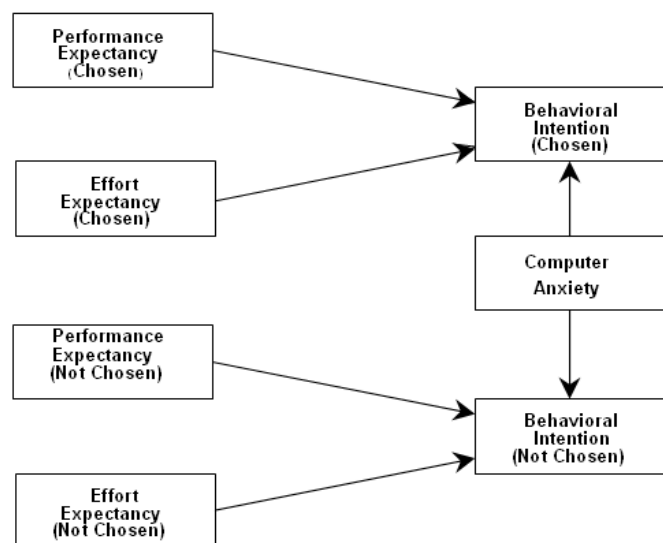 Performance
Expectancy
(Chosen)
Behavioral
Intention
(Chosen)
Effort
Expectancy
(Chosen)
Computer
Anxiety
Performance
Expectancy
(Not Chosen)
Behavioral
Intention
(Not Chosen)
Effort
Expectancy
(Not Chosen)